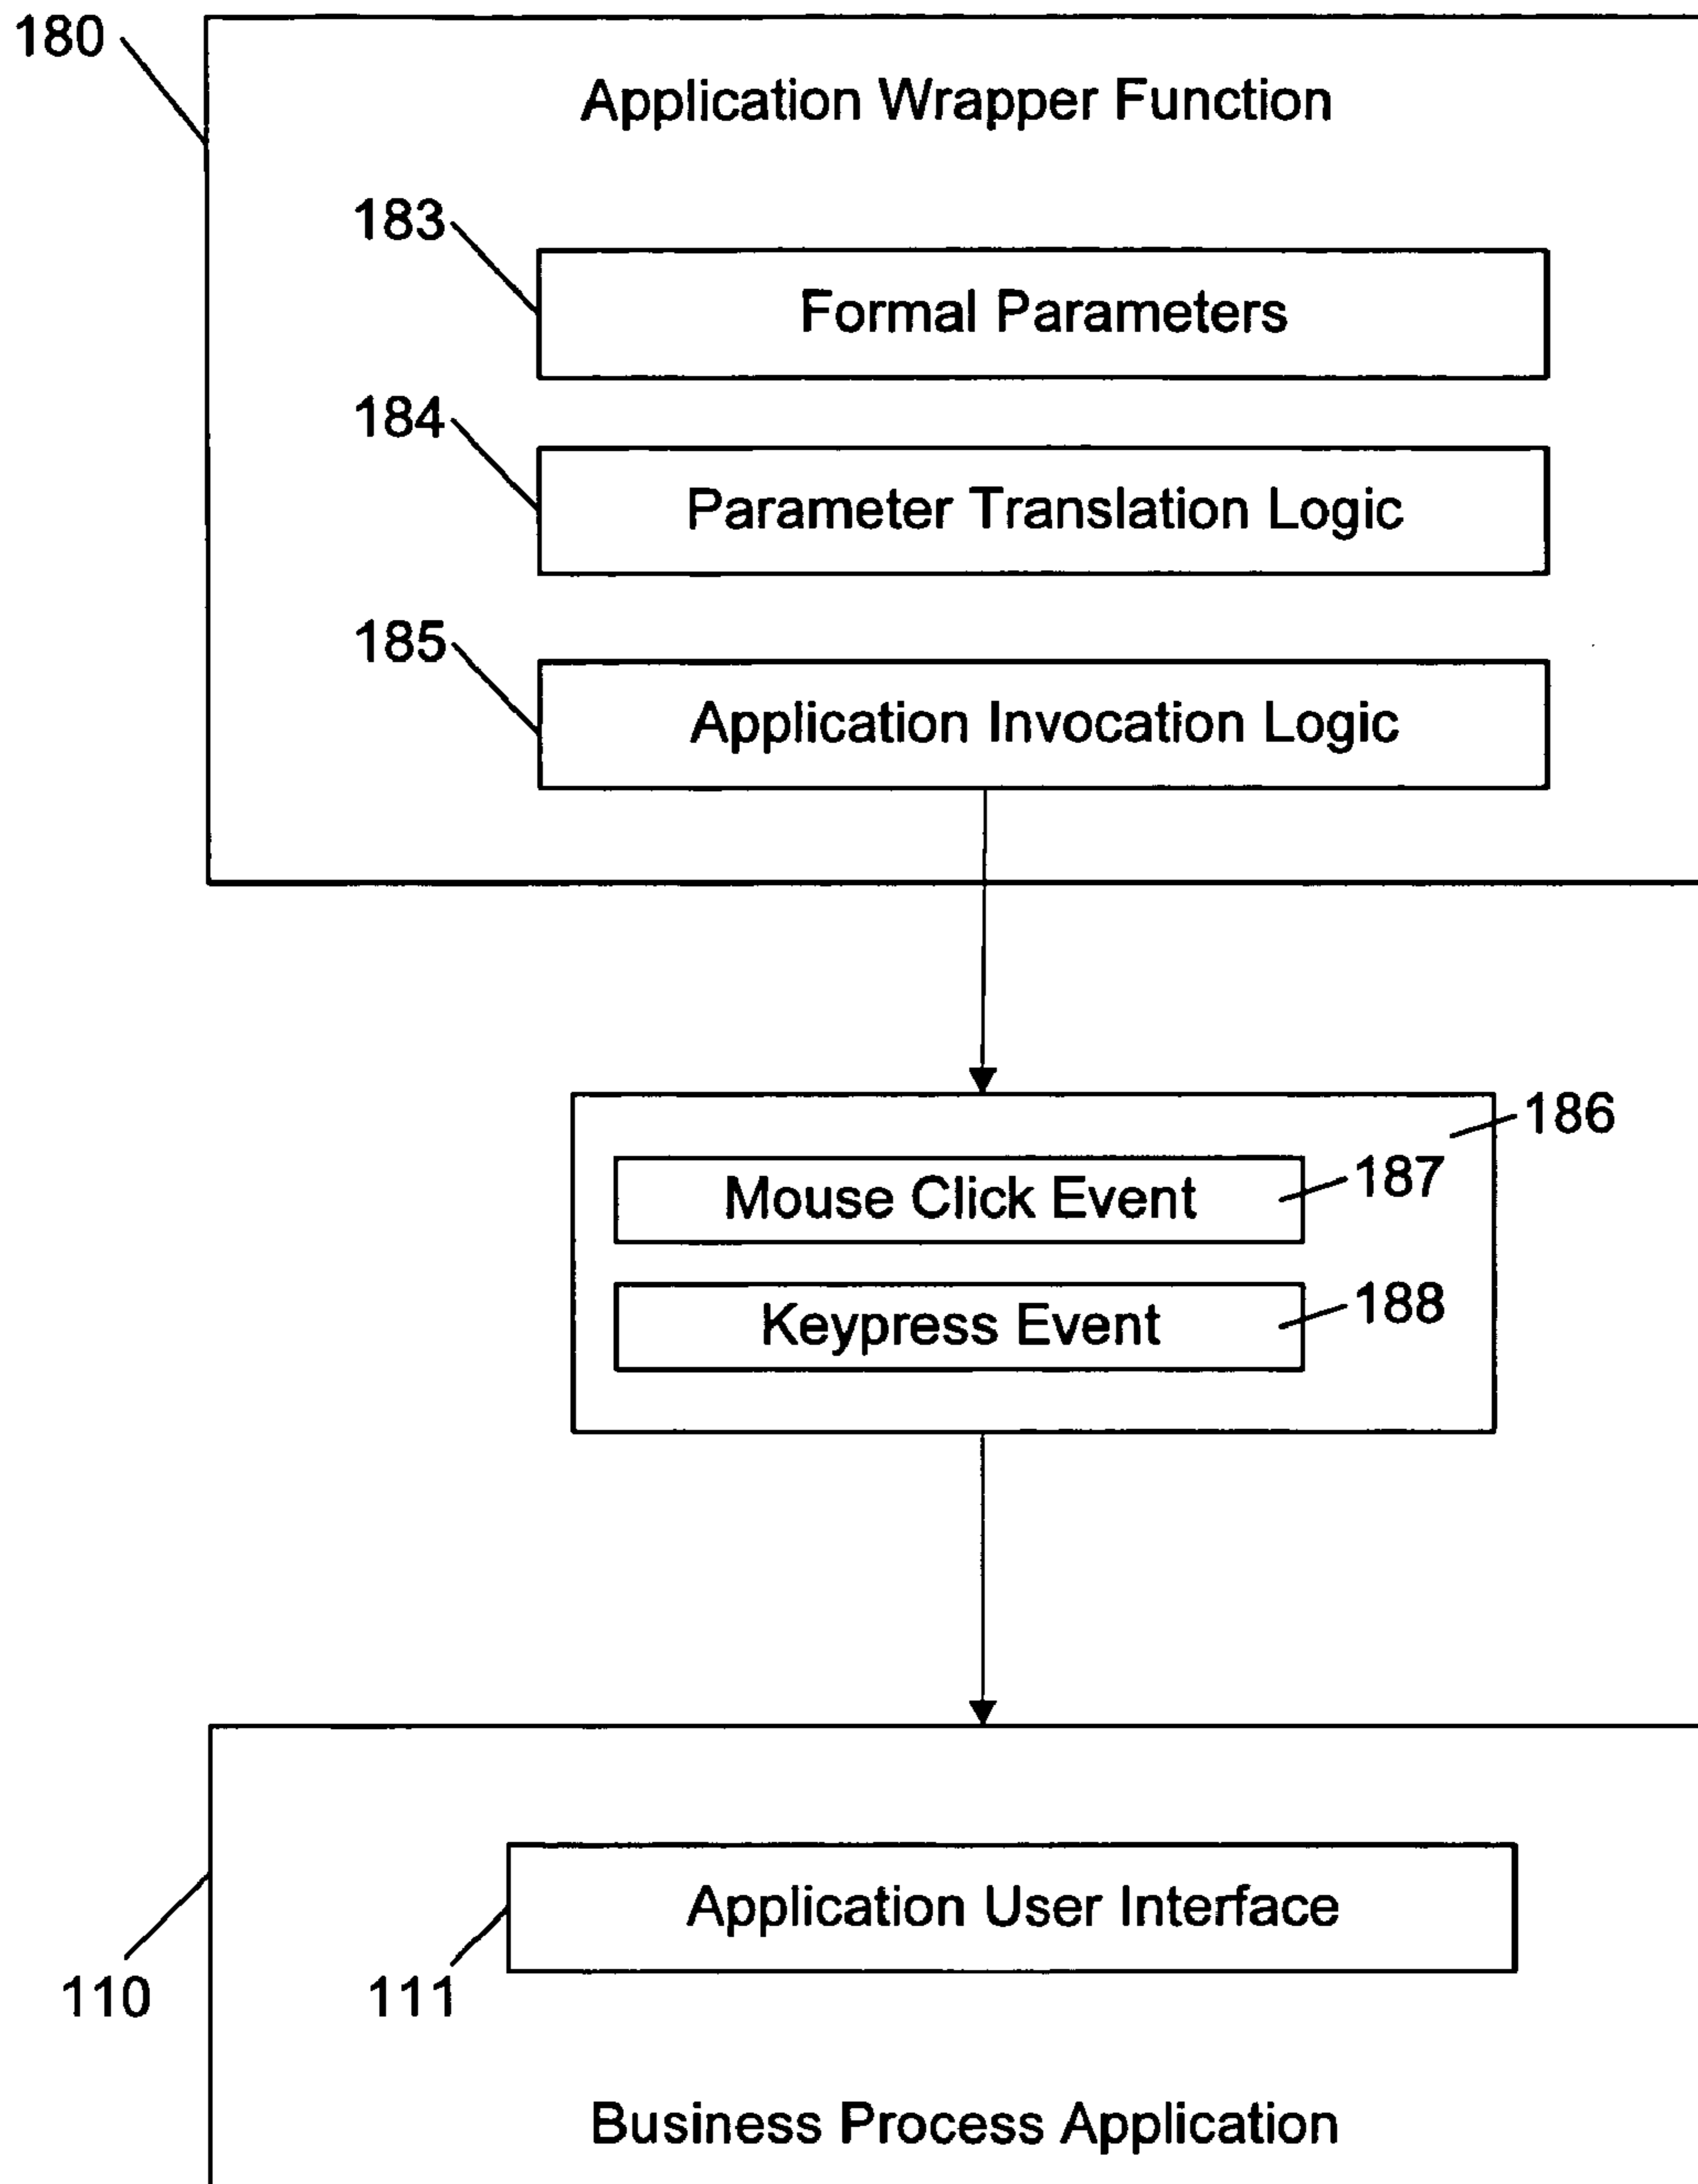 180
Application Wrapper Function
183
Formal Parameters
184
Parameter Translation Logic
185
Application Invocation Logic
186
Mouse Click Event
187
Keypress Event
188
Application User Interface
110
111
Business Process Application